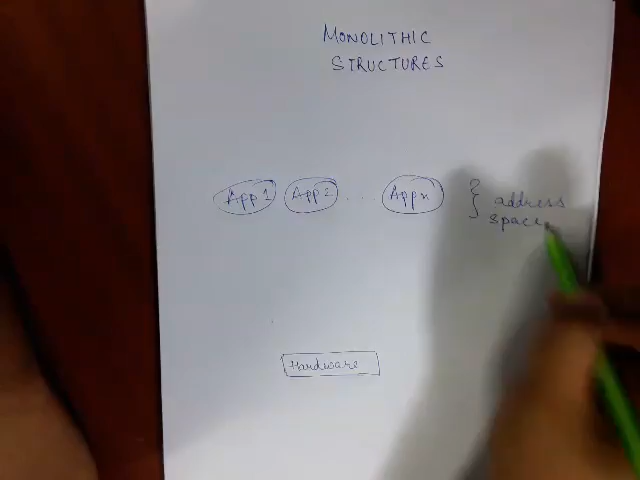 MONOLITHIC
STRUCTURES
App 1 App 2 .... App n } address
space
Hardware